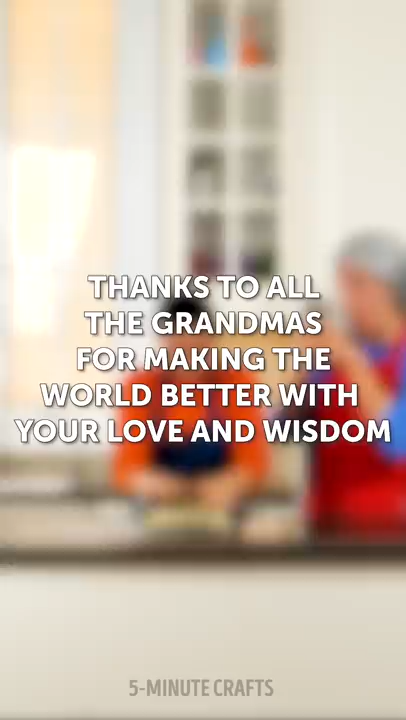 THANKS TO ALL
THE GRANDMAS
FOR MAKING THE
WORLD BETTER WITH
YOUR LOVE AND WISDOM
5-MINUTE CRAFTS